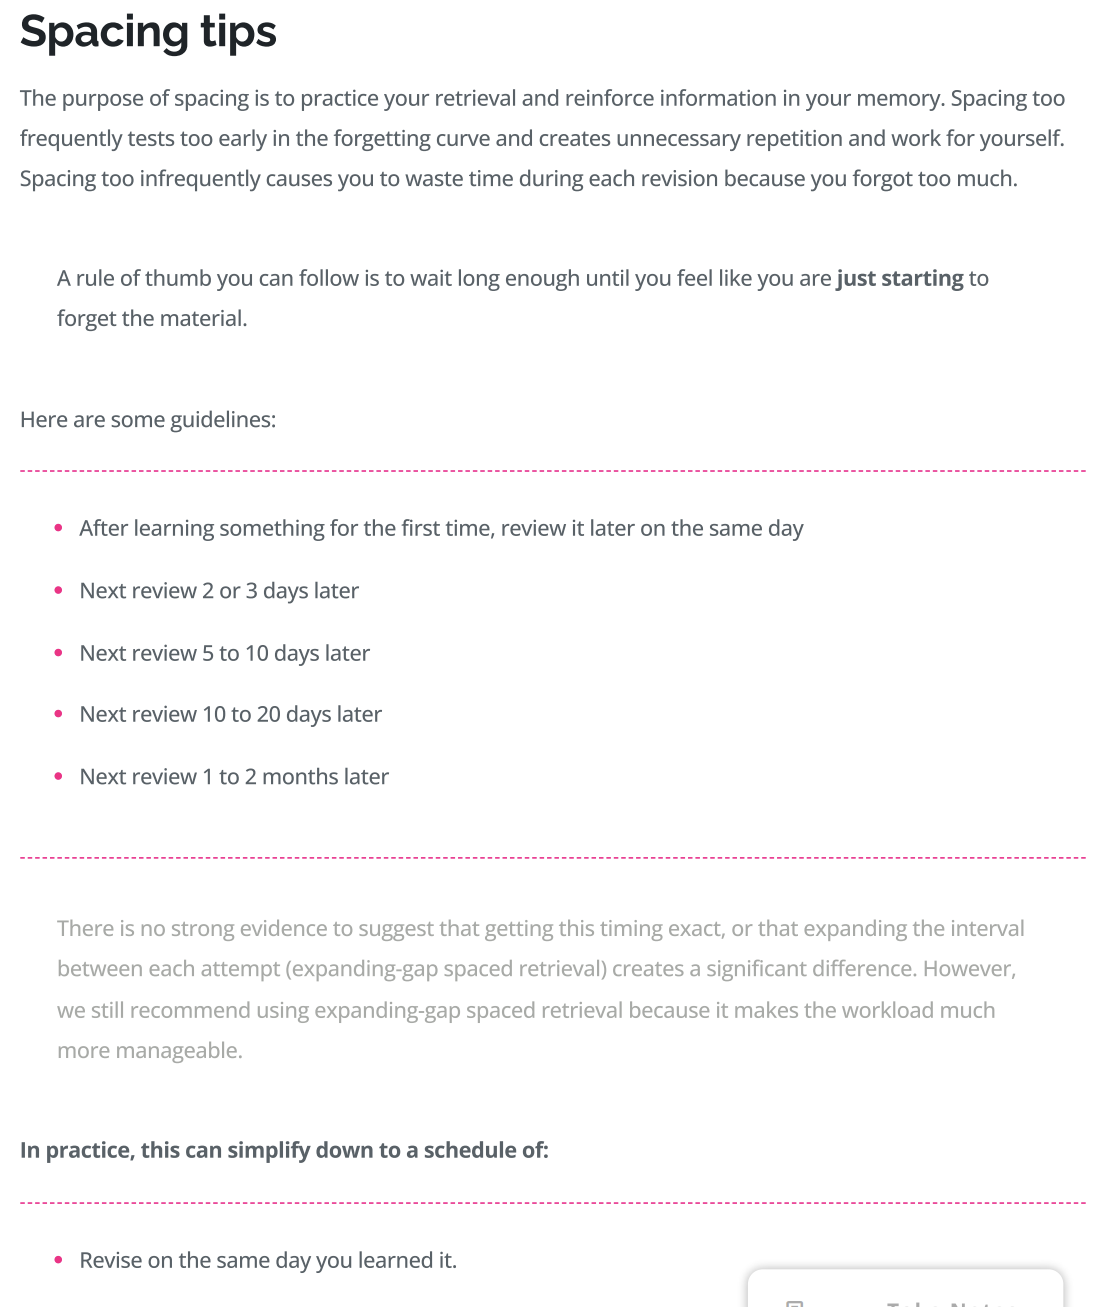 Spacing tips
The purpose of spacing is to practice your retrieval and reinforce information in your memory. Spacing too
frequently tests too early in the forgetting curve and creates unnecessary repetition and work for yourself.
Spacing too infrequently causes you to waste time during each revision because you forgot too much.
A rule of thumb you can follow is to wait long enough until you feel like you are just starting to
forget the material.
Here are some guidelines:
After learning something for the first time, review it later on the same day
Next review 2 or 3 days later
Next review 5 to 10 days later
Next review 10 to 20 days later
Next review 1 to 2 months later
There is no strong evidence to suggest that getting this timing exact, or that expanding the interval
between each attempt (expanding-gap spaced retrieval) creates a significant difference. However,
we still recommend using expanding-gap spaced retrieval because it makes the workload much
more manageable.
In practice, this can simplify down to a schedule of:
Revise on the same day you learned it.